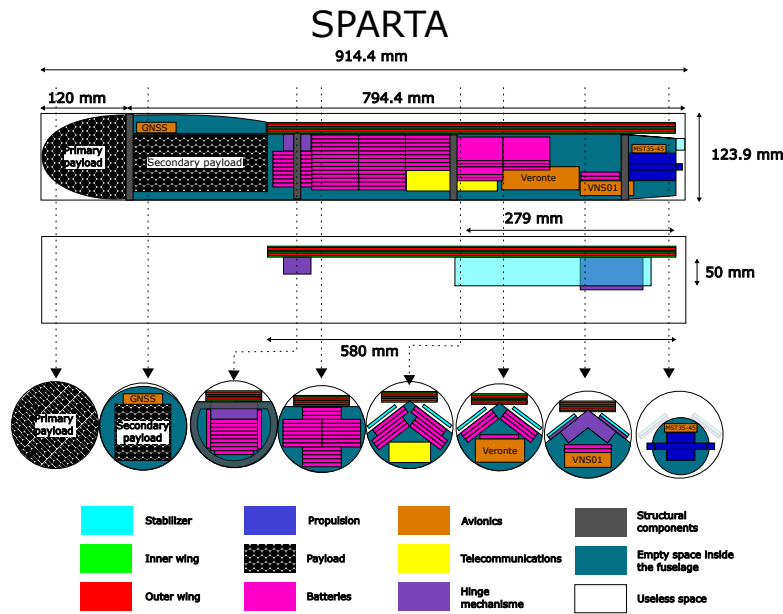 SPARTA
914.4 mm
120 mm
794.4 mm
GNSS
Primary
payload
Secondary payload
Veronte
VNS01
MST35-45
123.9 mm
279 mm
50 mm
580 mm
Primary
payload
GNSS
Secondary
payload
Veronte
VNS01
MST35-45
Stabilizer
Propulsion
Avionics
Structural
components
Inner wing
Payload
Telecommunications
Empty space inside
the fuselage
Outer wing
Batteries
Hinge
mechanisme
Useless space